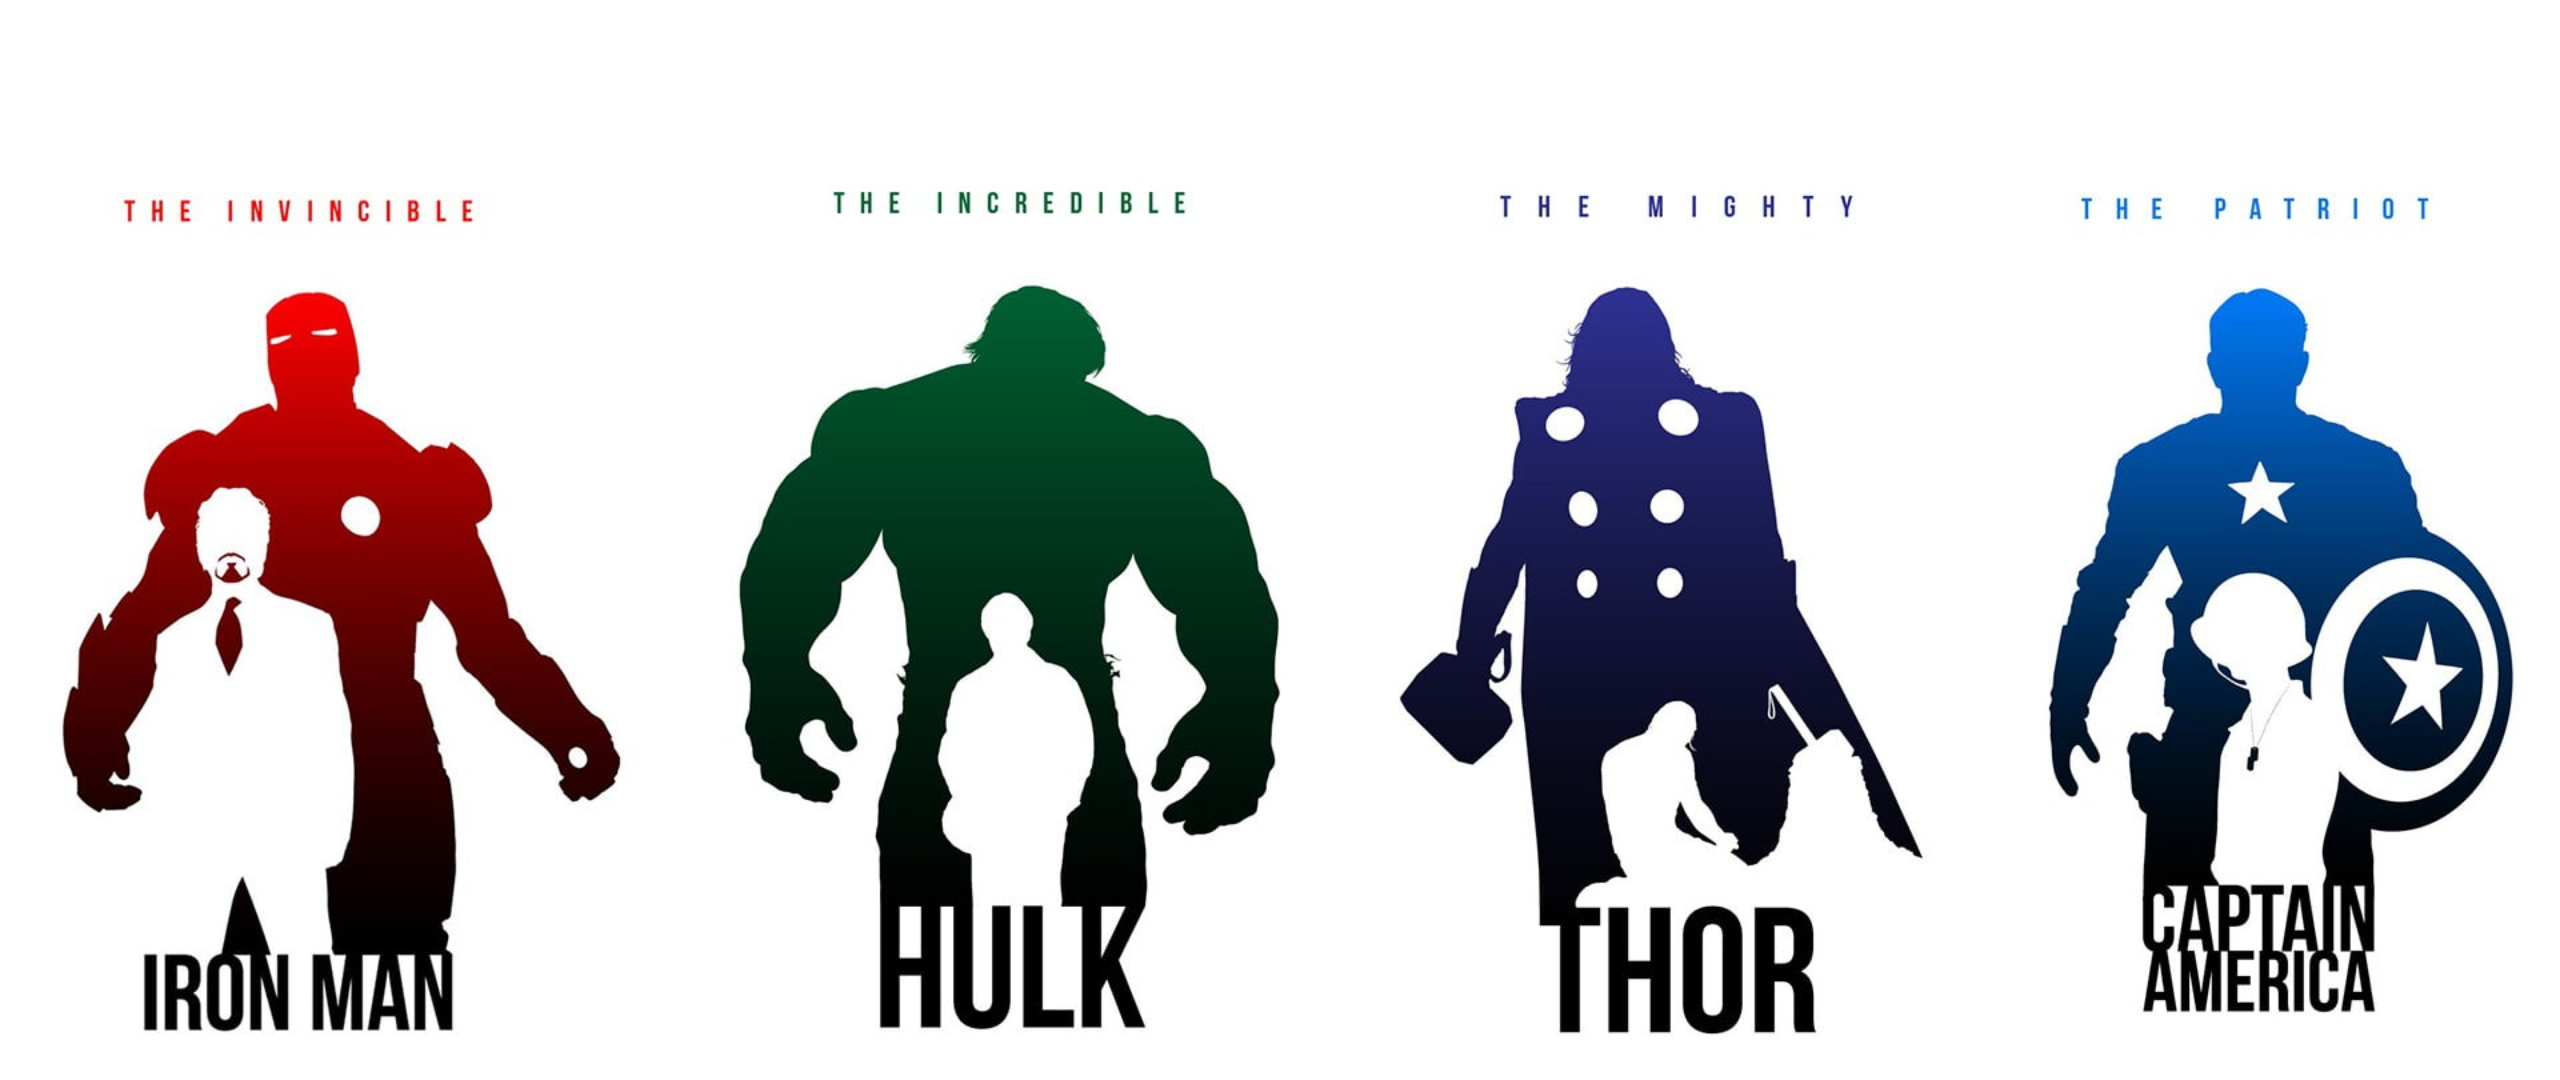 THE INVINCIBLE
IRON MAN
THE INCREDIBLE
HULK
THE MIGHTY
THOR
THE PATRIOT
CAPTAIN
AMERICA